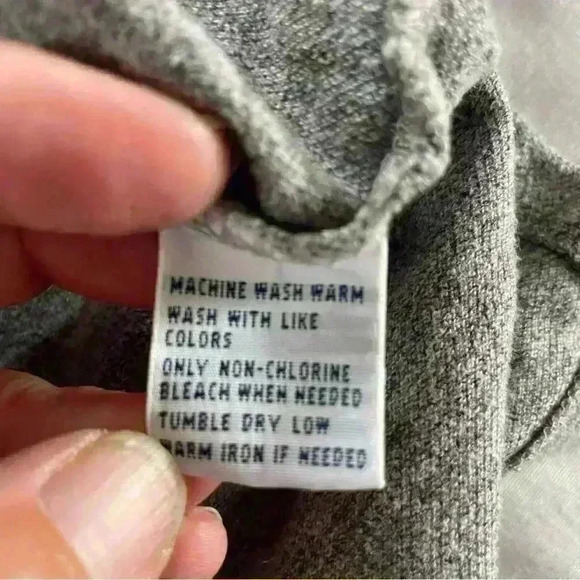 MACHINE WASH WARM
WASH WITH LIKE
COLORS
ONLY NON-CHLORINE
BLEACH WHEN NEEDED
TUMBLE DRY LOW
WARM IRON IF NEEDED